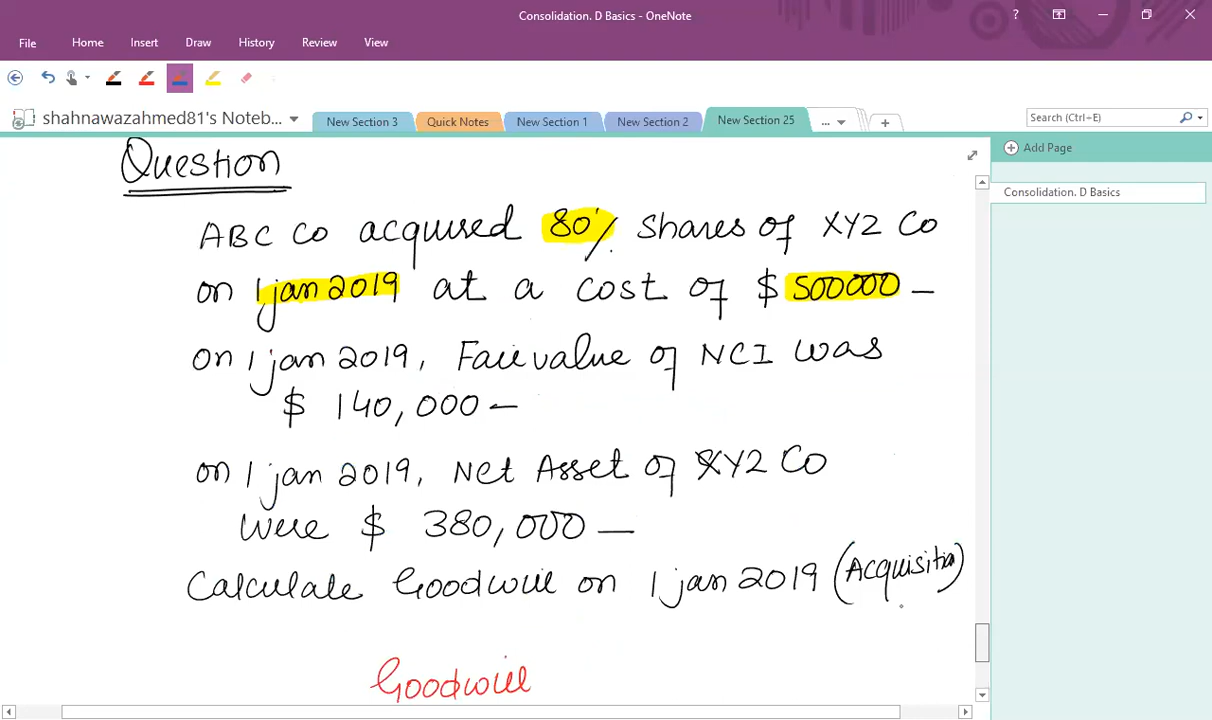 Consolidation. D Basics - OneNote
?
File Home Insert Draw History Review View
shahnawazahmed81's Noteb... New Section 3 Quick Notes New Section 1 New Section 2 New Section 25 ... + Search (Ctrl+E)
Add Page
Consolidation. D Basics
Question
ABC Co acquired 80% Shares of XYZ Co
on 1 jan 2019 at a cost of $ 500000 —
on 1 jan 2019, Fair value of NCI was
$ 140,000 —
on 1 jan 2019, Net Asset of XYZ Co
were $ 380,000 —
Calculate Goodwill on 1 jan 2019 (Acquisition)
Goodwill